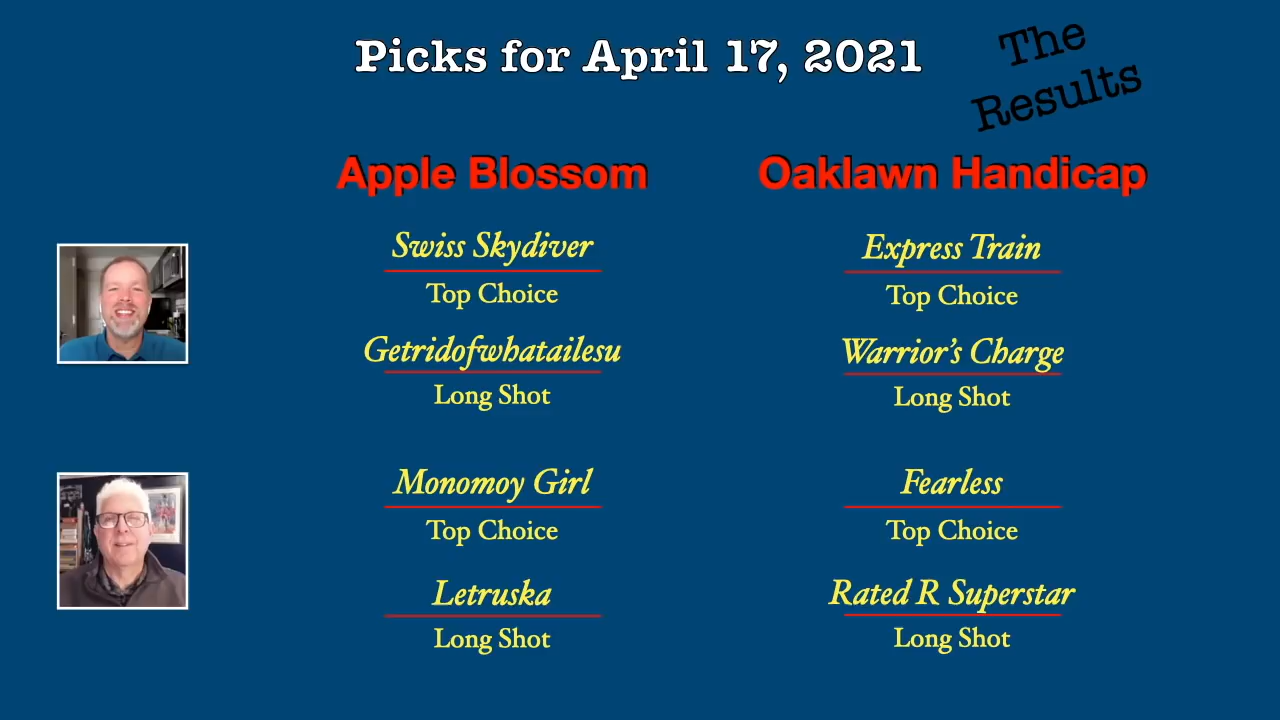 Picks for April 17, 2021
The
Results
Apple Blossom
Oaklawn Handicap
Swiss Skydiver
Top Choice
Getridofwhatailesu
Long Shot
Express Train
Top Choice
Warrior's Charge
Long Shot
Monomoy Girl
Top Choice
Letruska
Long Shot
Fearless
Top Choice
Rated R Superstar
Long Shot